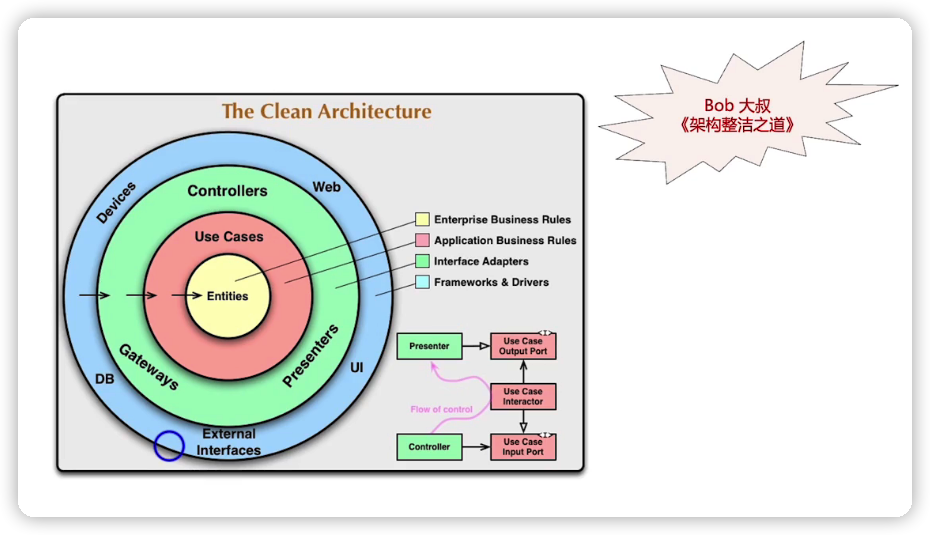 Bob 大叔
《架构整洁之道》
The Clean Architecture
Devices
Web
Controllers
Use Cases
Entities
Gateways
Presenters
DB
UI
External
Interfaces
Enterprise Business Rules
Application Business Rules
Interface Adapters
Frameworks & Drivers
Presenter
Use Case
Output Port
Use Case
Interactor
Flow of control
Controller
Use Case
Input Port